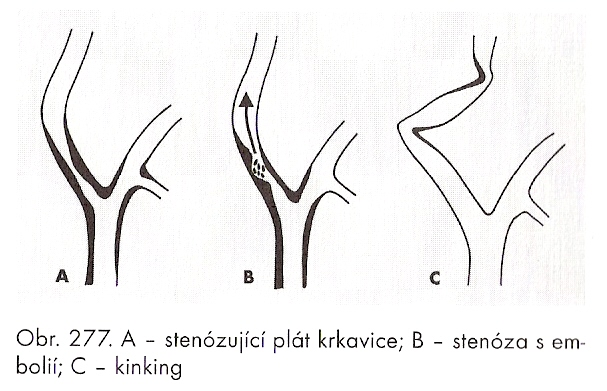 A
B
C
Obr. 277. A – stenózující plát krkavice; B – stenóza s em-
bolií; C – kinking